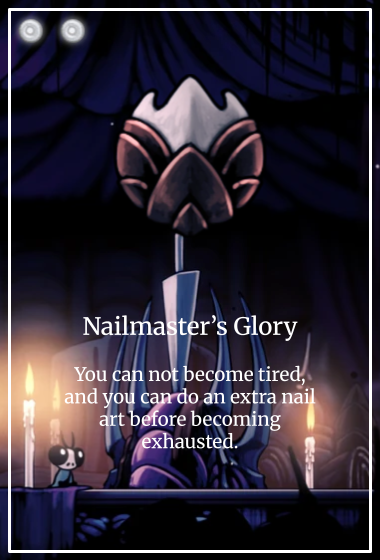 Nailmaster’s Glory
You can not become tired,
and you can do an extra nail
art before becoming
exhausted.